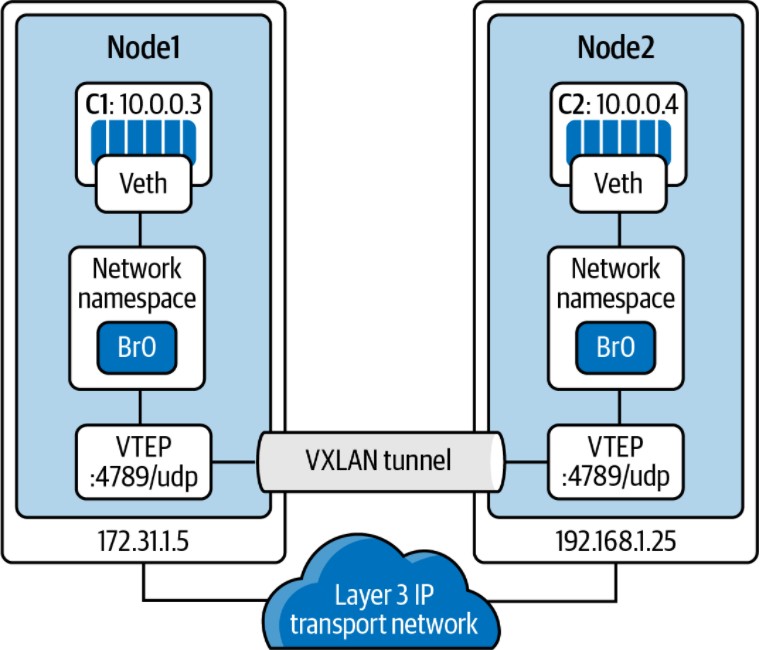 Node1
C1: 10.0.0.3
Veth
Network
namespace
Br0
VTEP
:4789/udp
172.31.1.5
Node2
C2: 10.0.0.4
Veth
Network
namespace
Br0
VTEP
:4789/udp
192.168.1.25
VXLAN tunnel
Layer 3 IP
transport network